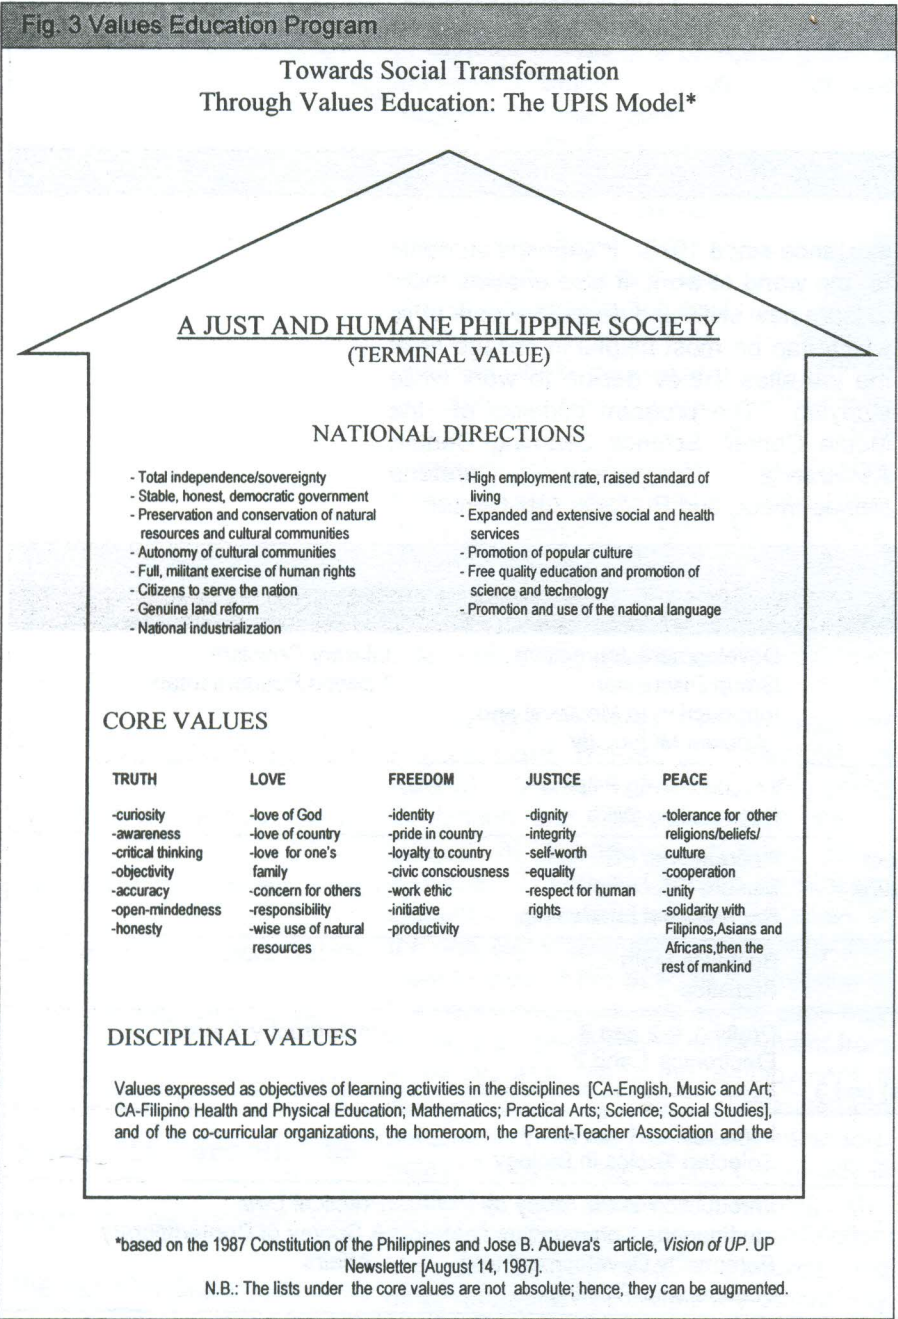 Fig. 3 Values Education Program
Towards Social Transformation
Through Values Education: The UPIS Model*
A JUST AND HUMANE PHILIPPINE SOCIETY
(TERMINAL VALUE)
NATIONAL DIRECTIONS
- Total independence/sovereignty
- Stable, honest, democratic government
- Preservation and conservation of natural
resources and cultural communities
- Autonomy of cultural communities
- Full, militant exercise of human rights
- Citizens to serve the nation
- Genuine land reform
- National industrialization
- High employment rate, raised standard of
living
- Expanded and extensive social and health
services
- Promotion of popular culture
- Free quality education and promotion of
science and technology
- Promotion and use of the national language
CORE VALUES
TRUTH
-curiosity
-awareness
-critical thinking
-objectivity
-accuracy
-open-mindedness
-honesty
LOVE
-love of God
-love of country
-love for one's
family
-concern for others
-responsibility
-wise use of natural
resources
FREEDOM
-identity
-pride in country
-loyalty to country
-civic consciousness
-work ethic
-initiative
-productivity
JUSTICE
-dignity
-integrity
-self-worth
-equality
-respect for human
rights
PEACE
-tolerance for other
religions/beliefs/
culture
-cooperation
-unity
-solidarity with
Filipinos,Asians and
Africans,then the
rest of mankind
DISCIPLINAL VALUES
Values expressed as objectives of learning activities in the disciplines [CA-English, Music and Art;
CA-Filipino Health and Physical Education; Mathematics; Practical Arts; Science; Social Studies],
and of the co-curricular organizations, the homeroom, the Parent-Teacher Association and the
*based on the 1987 Constitution of the Philippines and Jose B. Abueva's article, Vision of UP. UP
Newsletter [August 14, 1987].
N.B.: The lists under the core values are not absolute; hence, they can be augmented.